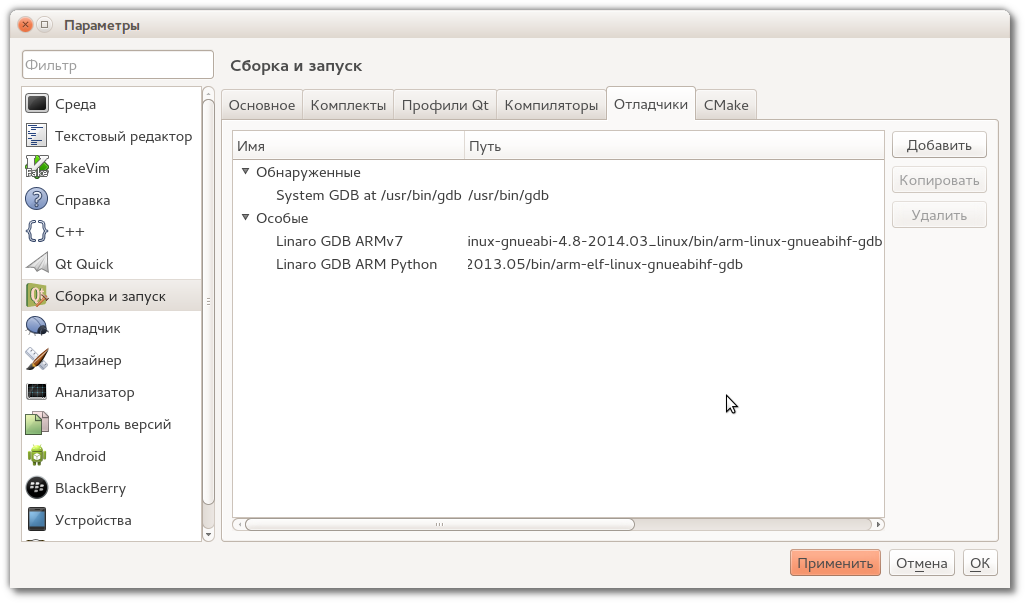 Параметры
Фильтр
Среда
Текстовый редактор
FakeVim
Справка
C++
Qt Quick
Сборка и запуск
Отладчик
Дизайнер
Анализатор
Контроль версий
Android
BlackBerry
Устройства
Сборка и запуск
Основное Комплекты Профили Qt Компиляторы Отладчики CMake
Имя Путь
Обнаруженные
System GDB at /usr/bin/gdb /usr/bin/gdb
Особые
Linaro GDB ARMv7 inux-gnueabi-4.8-2014.03_linux/bin/arm-linux-gnueabihf-gdb
Linaro GDB ARM Python 2013.05/bin/arm-elf-linux-gnueabihf-gdb
Добавить
Копировать
Удалить
Применить Отмена OK